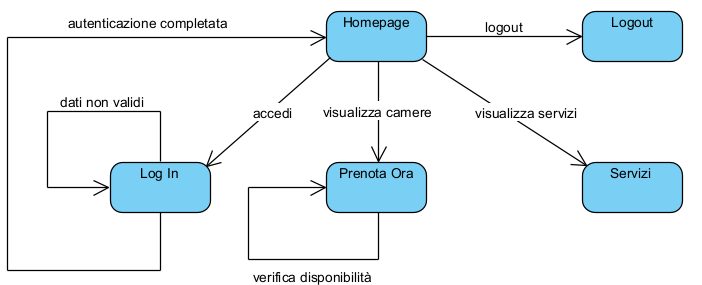 autenticazione completata
Homepage
logout
Logout
dati non validi
accedi
visualizza camere
visualizza servizi
Log In
Prenota Ora
Servizi
verifica disponibilità